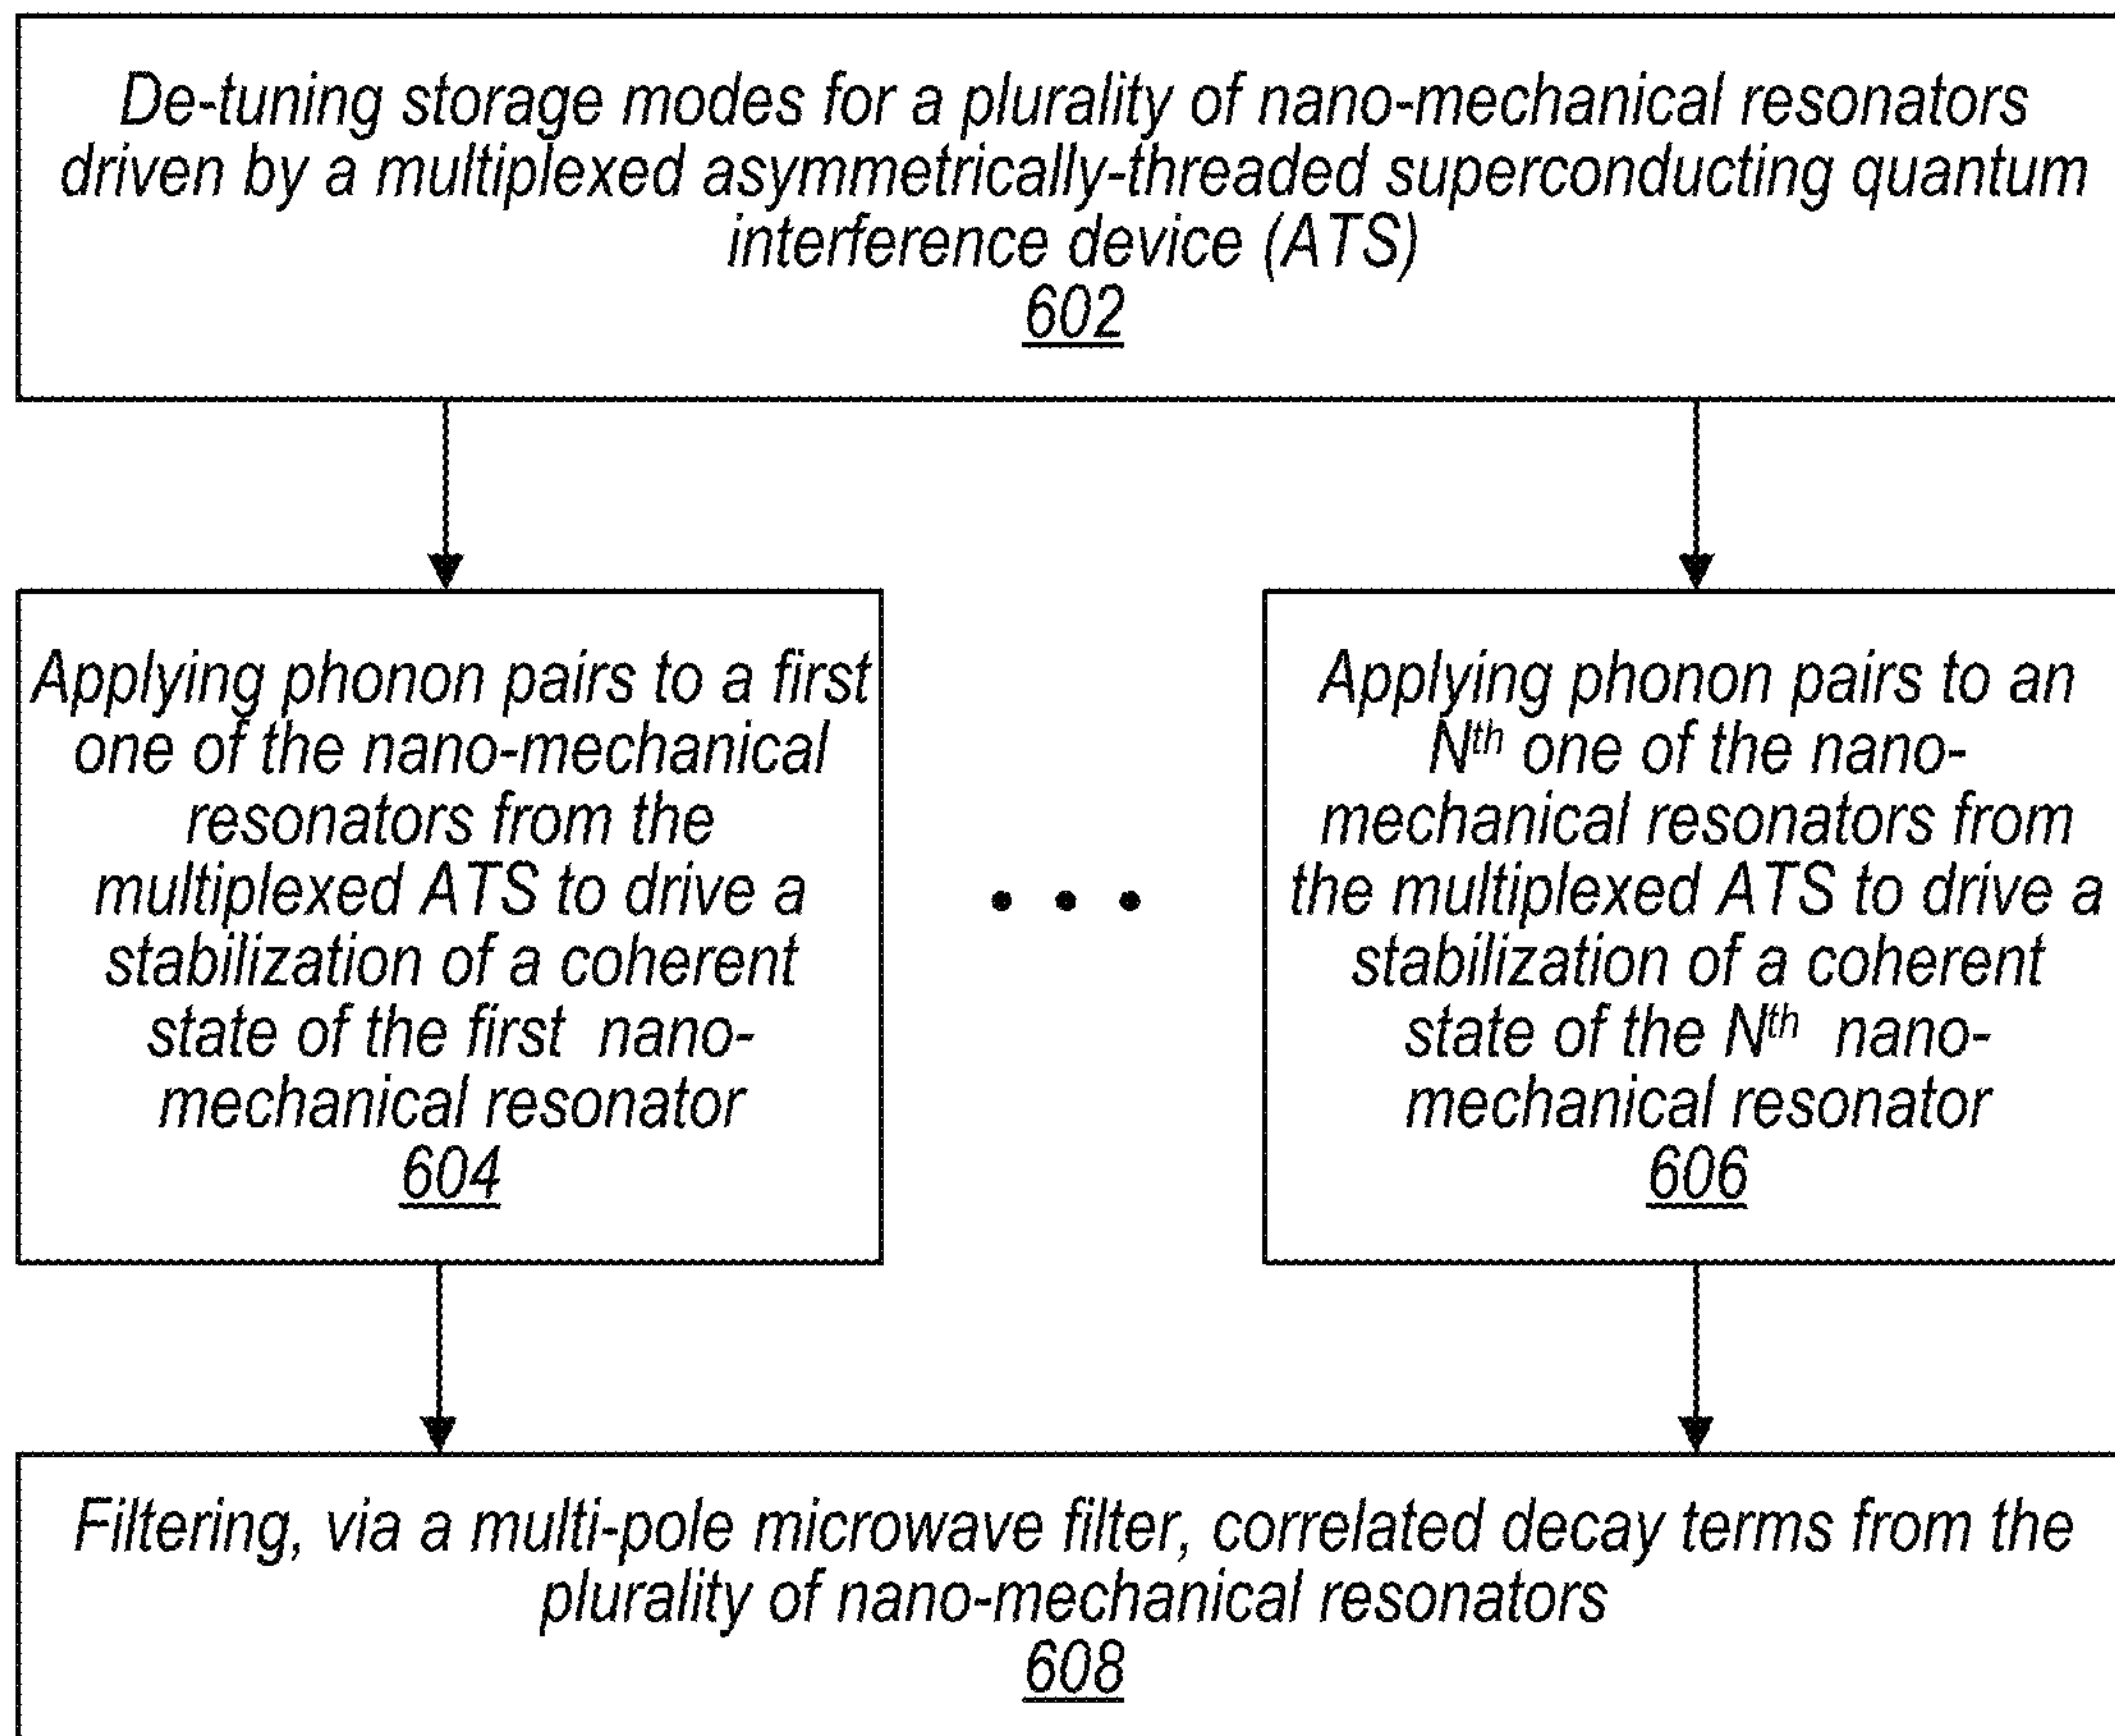 De-tuning storage modes for a plurality of nano-mechanical resonators
driven by a multiplexed asymmetrically-threaded superconducting quantum
interference device (ATS)
602
Applying phonon pairs to a first
one of the nano-mechanical
resonators from the
multiplexed ATS to drive a
stabilization of a coherent
state of the first nano-
mechanical resonator
604
Applying phonon pairs to an
Nth one of the nano-
mechanical resonators from
the multiplexed ATS to drive a
stabilization of a coherent
state of the Nth nano-
mechanical resonator
606
Filtering, via a multi-pole microwave filter, correlated decay terms from the
plurality of nano-mechanical resonators
608